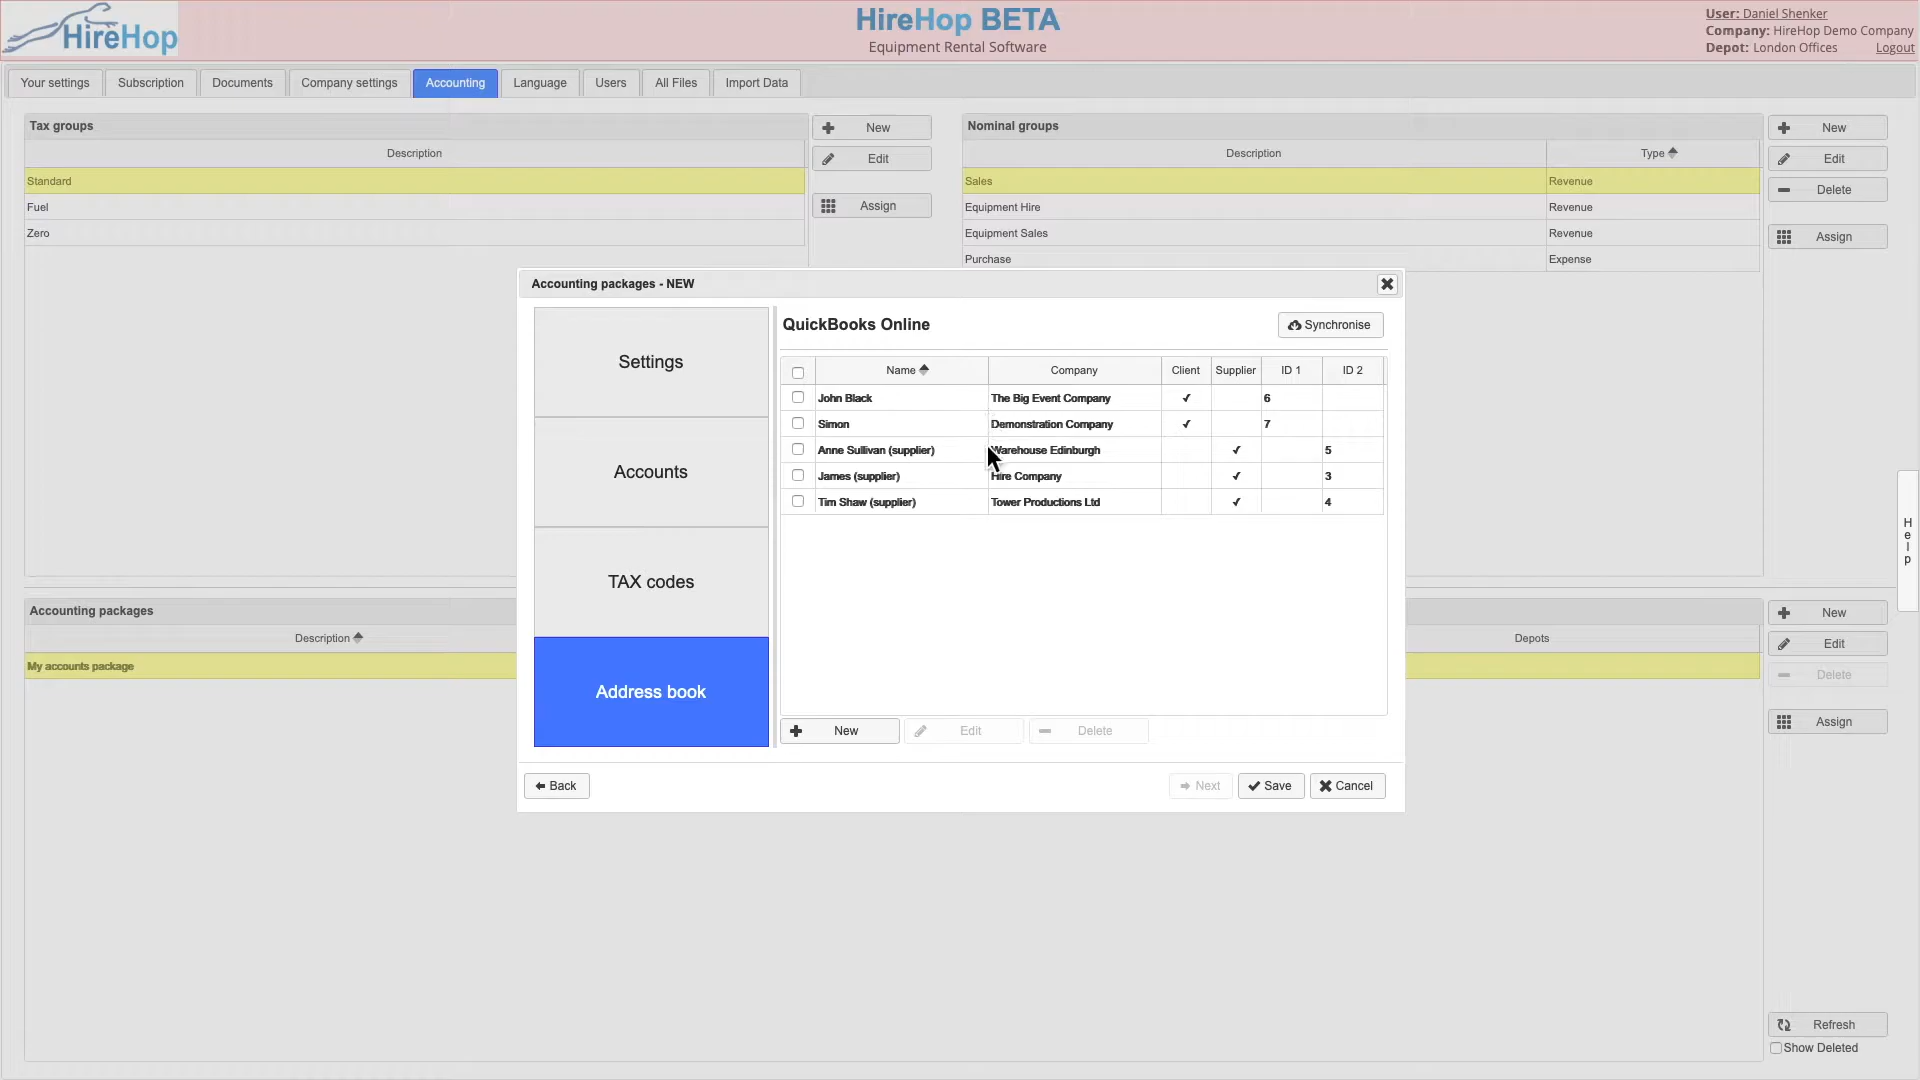 HireHop
HireHop BETA
Equipment Rental Software
User: Daniel Shenker
Company: HireHop Demo Company
Depot: London Offices
Logout
Your settings
Subscription
Documents
Company settings
Accounting
Language
Users
All Files
Import Data
Tax groups
Description
Standard
Fuel
Zero
New
Edit
Assign
Nominal groups
Description
Type
Sales
Revenue
Equipment Hire
Revenue
Equipment Sales
Revenue
Purchase
Expense
New
Edit
Delete
Assign
Accounting packages - NEW
Settings
Accounts
TAX codes
Address book
QuickBooks Online
Synchronise
Name
Company
Client
Supplier
ID 1
ID 2
John Black
The Big Event Company
6
Simon
Demonstration Company
7
Anne Sullivan (supplier)
Warehouse Edinburgh
5
James (supplier)
Hire Company
3
Tim Shaw (supplier)
Tower Productions Ltd
4
New
Edit
Delete
Back
Next
Save
Cancel
Accounting packages
Description
Depots
My accounts package
New
Edit
Delete
Assign
Refresh
Show Deleted
Help